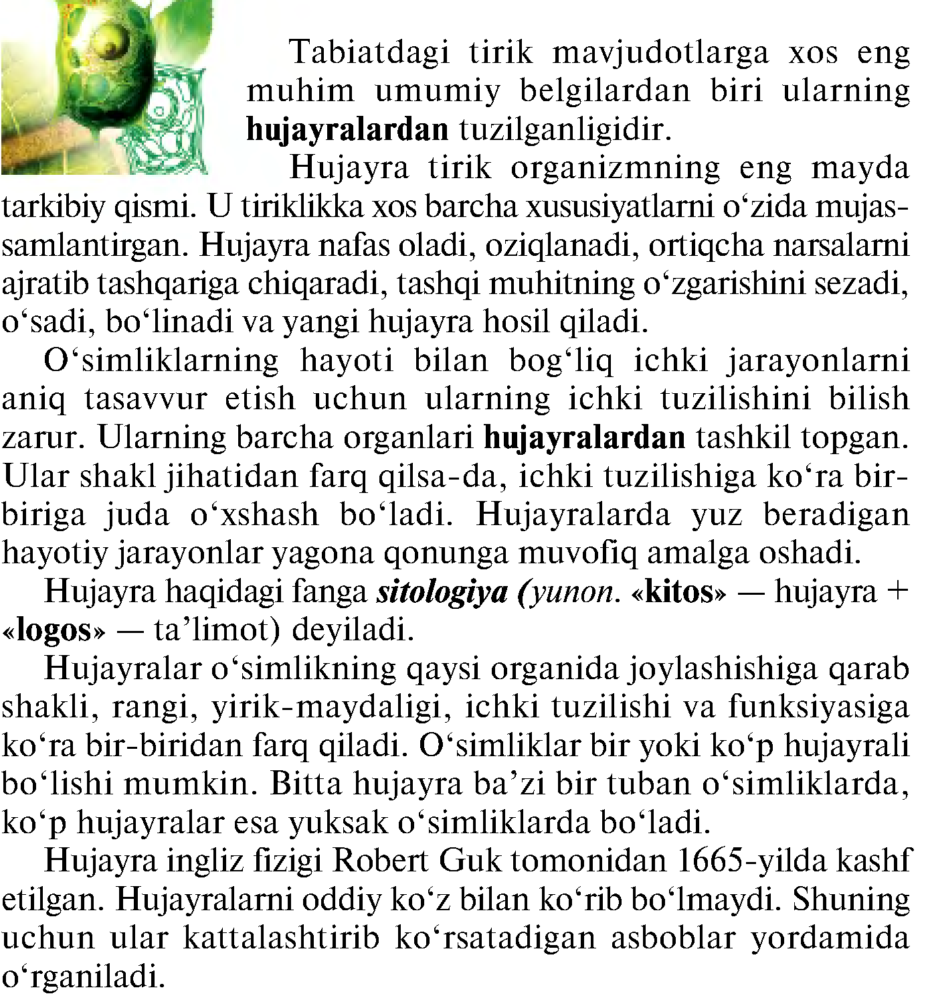 Tabiatdagi tirik mavjudotlarga xos eng
muhim umumiy belgilardan biri ularning
hujayralardan tuzilganligidir.
Hujayra tirik organizmning eng mayda
tarkibiy qismi. U tiriklikka xos barcha xususiyatlarni o‘zida mujas-
samlantirgan. Hujayra nafas oladi, oziqlanadi, ortiqcha narsalarni
ajratib tashqariga chiqaradi, tashqi muhitning o‘zgarishini sezadi,
o‘sadi, bo‘linadi va yangi hujayra hosil qiladi.
O‘simliklarning hayoti bilan bog‘liq ichki jarayonlarni
aniq tasavvur etish uchun ularning ichki tuzilishini bilish
zarur. Ularning barcha organlari hujayralardan tashkil topgan.
Ular shakl jihatidan farq qilsa-da, ichki tuzilishiga ko‘ra bir-
biriga juda o‘xshash bo‘ladi. Hujayralarda yuz beradigan
hayotiy jarayonlar yagona qonunga muvofiq amalga oshadi.
Hujayra haqidagi fanga sitologiya (yunon. «kitos» — hujayra +
«logos» — ta’limot) deyiladi.
Hujayralar o‘simlikning qaysi organida joylashishiga qarab
shakli, rangi, yirik-maydaligi, ichki tuzilishi va funksiyasiga
ko‘ra bir-biridan farq qiladi. O‘simliklar bir yoki ko‘p hujayrali
bo‘lishi mumkin. Bitta hujayra ba’zi bir tuban o‘simliklarda,
ko‘p hujayralar esa yuksak o‘simliklarda bo‘ladi.
Hujayra ingliz fizigi Robert Guk tomonidan 1665-yilda kashf
etilgan. Hujayralarni oddiy ko‘z bilan ko‘rib bo‘lmaydi. Shuning
uchun ular kattalashtirib ko‘rsatadigan asboblar yordamida
o‘rganiladi.